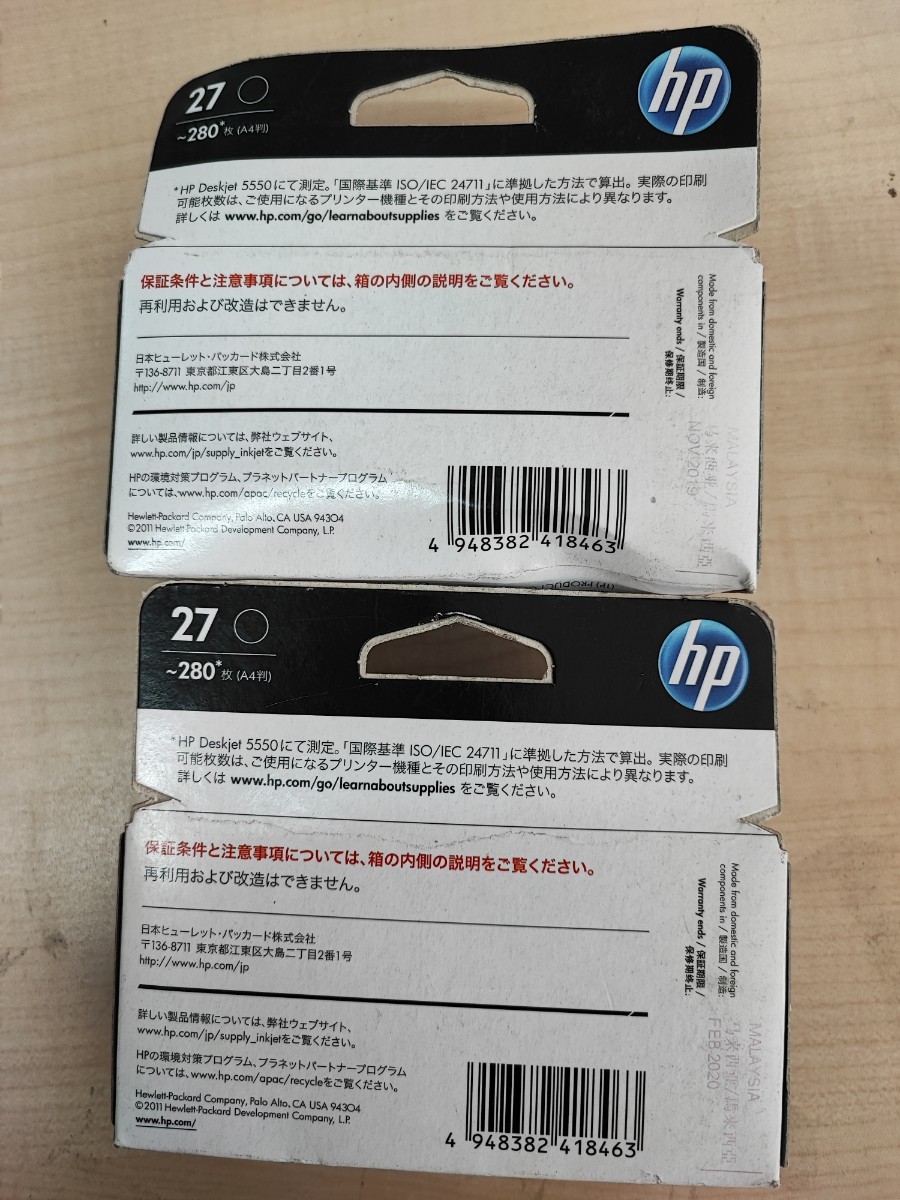 27
~280*枚 (A4判)
hp
*HP Deskjet 5550にて測定。「国際基準 ISO/IEC 24711」に準拠した方法で算出。実際の印刷
可能枚数は、ご使用になるプリンター機種とその印刷方法や使用方法により異なります。
詳しくは www.hp.com/go/learnaboutsupplies をご覧ください。
保証条件と注意事項については、箱の内側の説明をご覧ください。
再利用および改造はできません。
日本ヒューレット・パッカード株式会社
〒136-8711 東京都江東区大島二丁目2番1号
http://www.hp.com/jp
詳しい製品情報については、弊社ウェブサイト、
www.hp.com/jp/supply_inkjetをご覧ください。
HPの環境対策プログラム、プラネットパートナープログラム
については、www.hp.com/apac/recycleをご覧ください。
Hewlett-Packard Company, Palo Alto, CA USA 94304
©2011 Hewlett-Packard Development Company, L.P.
www.hp.com/
4 948382 418463
Made from domestic and foreign
components in / 製造国 / 制造:
Warranty ends / 保証期限 /
保修期终止:
MALAYSIA
马来西亚/馬来西亞
NOV 2019
27
~280*枚 (A4判)
hp
*HP Deskjet 5550にて測定。「国際基準 ISO/IEC 24711」に準拠した方法で算出。実際の印刷
可能枚数は、ご使用になるプリンター機種とその印刷方法や使用方法により異なります。
詳しくは www.hp.com/go/learnaboutsupplies をご覧ください。
保証条件と注意事項については、箱の内側の説明をご覧ください。
再利用および改造はできません。
日本ヒューレット・パッカード株式会社
〒136-8711 東京都江東区大島二丁目2番1号
http://www.hp.com/jp
詳しい製品情報については、弊社ウェブサイト、
www.hp.com/jp/supply_inkjetをご覧ください。
HPの環境対策プログラム、プラネットパートナープログラム
については、www.hp.com/apac/recycleをご覧ください。
Hewlett-Packard Company, Palo Alto, CA USA 94304
©2011 Hewlett-Packard Development Company, L.P.
www.hp.com/
4 948382 418463
Made from domestic and foreign
components in / 製造国 / 制造:
Warranty ends / 保証期限 /
保修期终止:
MALAYSIA
马来西亚/馬来西亞
FEB 2020